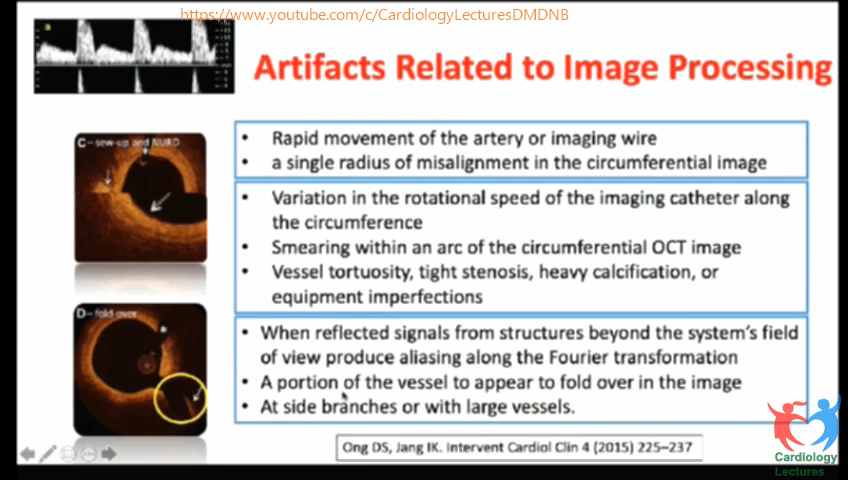 https://www.youtube.com/c/CardiologyLecturesDMDNB
Artifacts Related to Image Processing
C – sew-up and NURD
• Rapid movement of the artery or imaging wire
• a single radius of misalignment in the circumferential image
• Variation in the rotational speed of the imaging catheter along
the circumference
• Smearing within an arc of the circumferential OCT image
• Vessel tortuosity, tight stenosis, heavy calcification, or
equipment imperfections
D – fold over
• When reflected signals from structures beyond the system's field
of view produce aliasing along the Fourier transformation
• A portion of the vessel to appear to fold over in the image
• At side branches or with large vessels.
Ong DS, Jang IK. Intervent Cardiol Clin 4 (2015) 225–237
Cardiology
Lectures